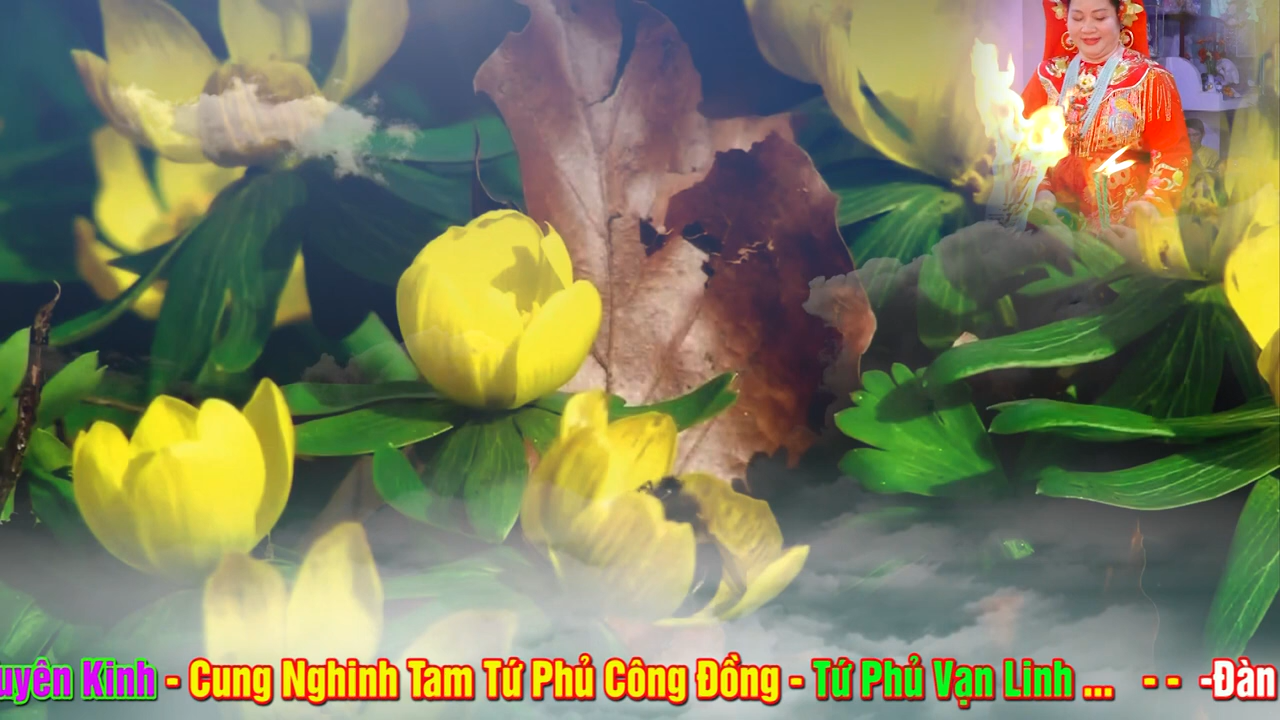 uyên Kinh - Cung Nghinh Tam Tứ Phủ Công Đồng - Tứ Phủ Vạn Linh ... - - -Đàn